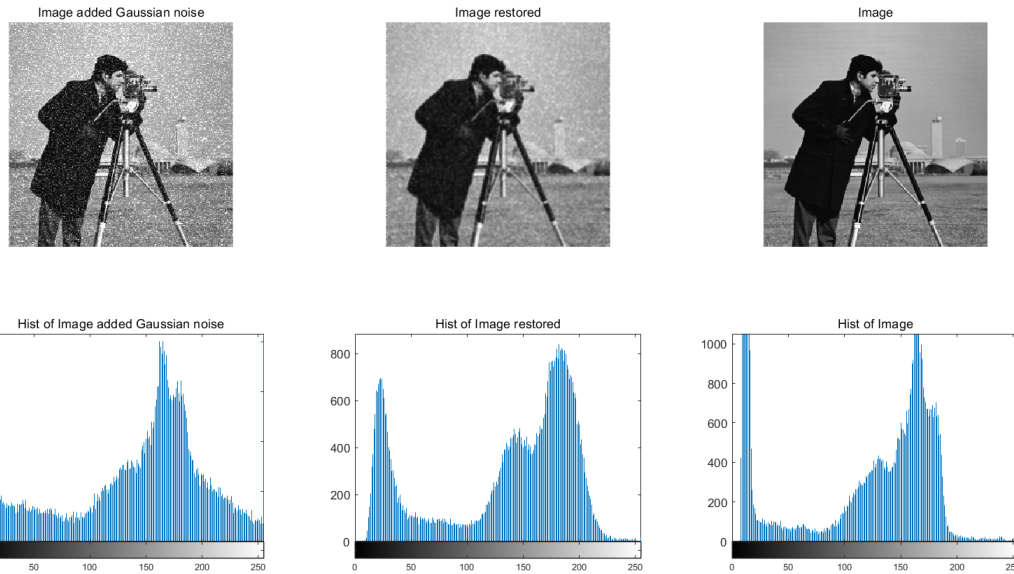 Image added Gaussian noise
Image restored
Image
Hist of Image added Gaussian noise
50 100 150 200 250
Hist of Image restored
800
600
400
200
0
0 50 100 150 200 250
Hist of Image
1000
800
600
400
200
0
0 50 100 150 200